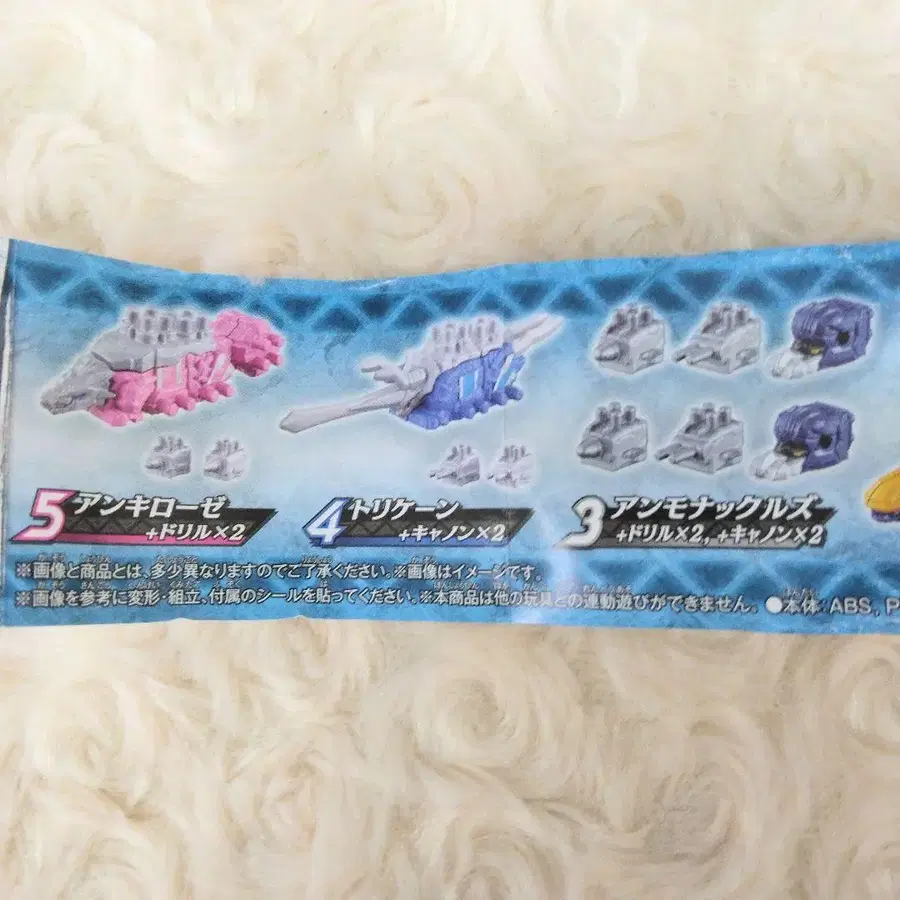 5 アンキローゼ
+ドリル×2
4 トリケーン
+キャノン×2
3 アンモナックルズ
+ドリル×2, +キャノン×2
※画像と商品とは、多少異なりますのでご了承ください。※画像はイメージです。
※画像を参考に変形・組立、付属のシールを貼ってください。※本商品は他の玩具との連動遊びができません。 ●本体: ABS, P